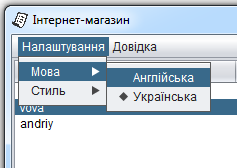 Інтернет-магазин
Налаштування Довідка
Мова Англійська
Стиль Українська
vova
andriy